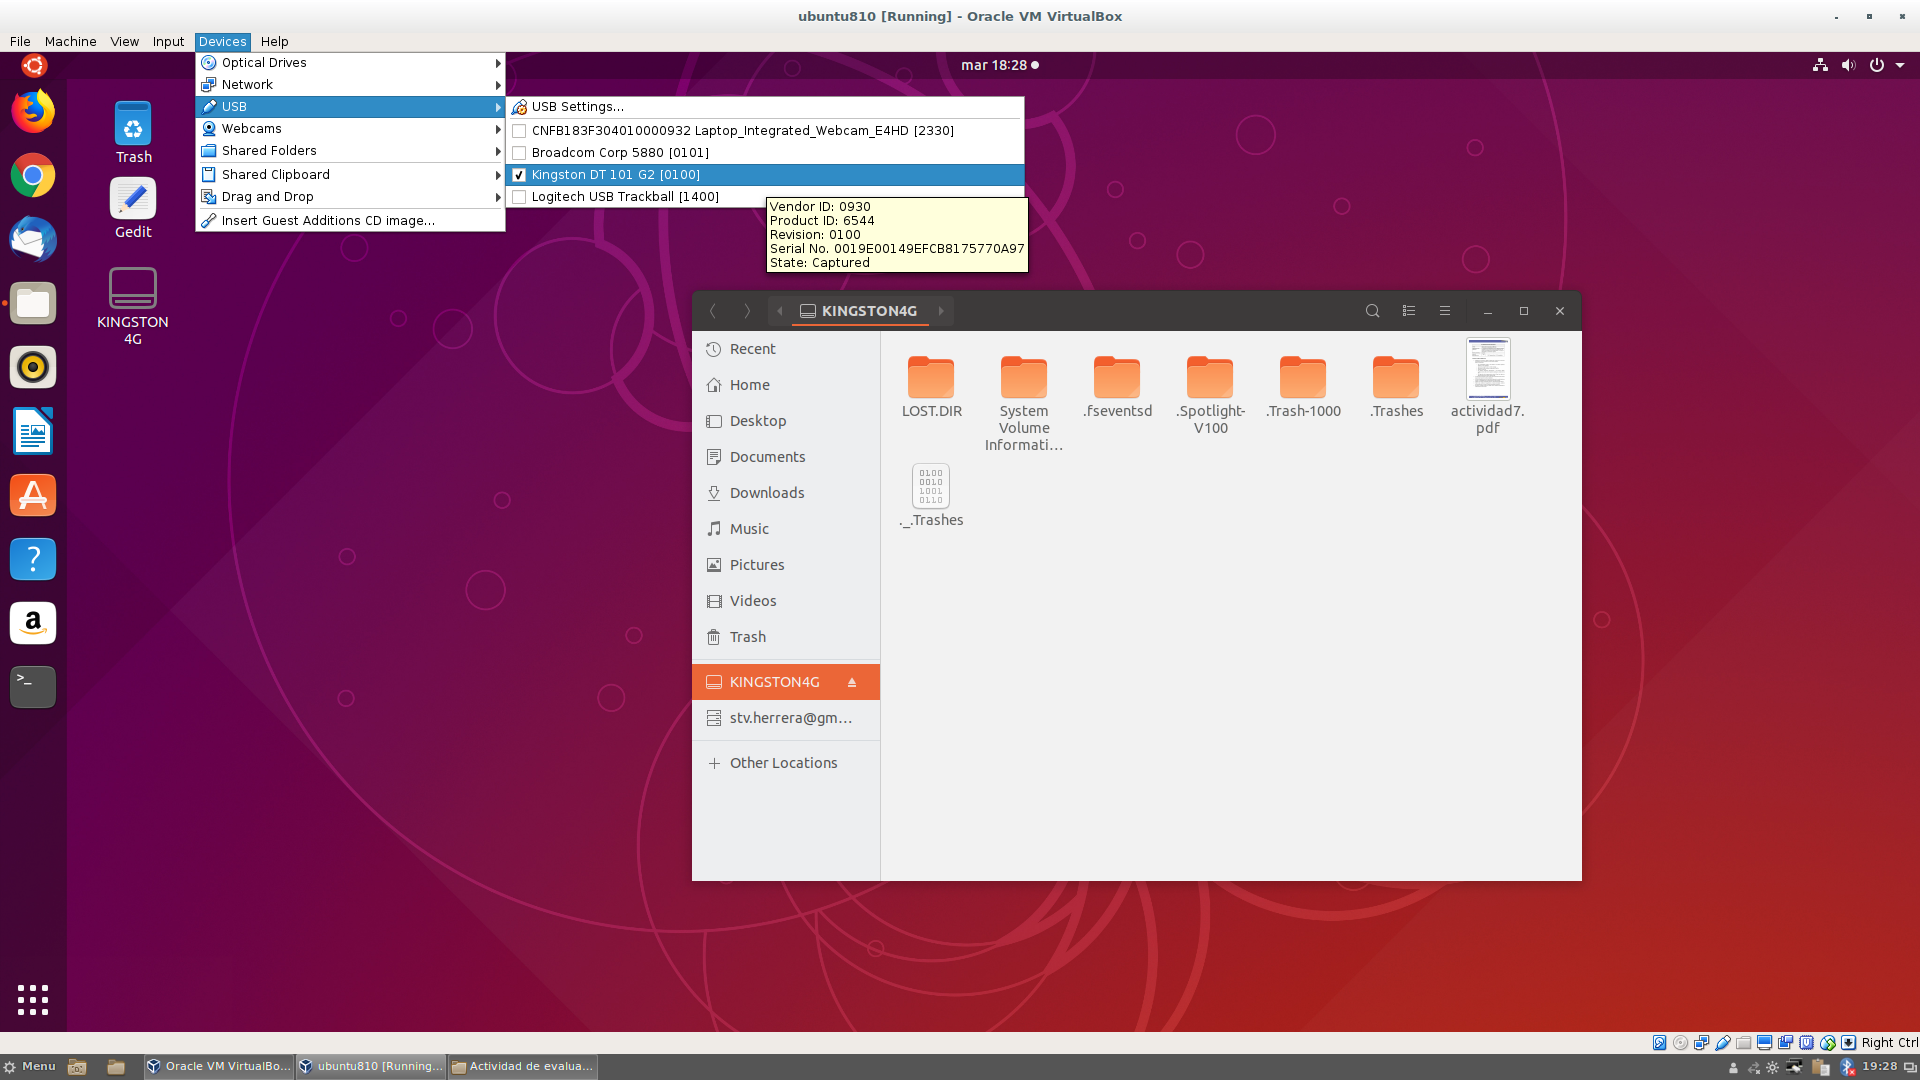 ubuntu810 [Running] - Oracle VM VirtualBox
File Machine View Input Devices Help
mar 18:28
Optical Drives
Network
USB
Webcams
Shared Folders
Shared Clipboard
Drag and Drop
Insert Guest Additions CD image...
USB Settings...
CNFB183F304010000932 Laptop_Integrated_Webcam_E4HD [2330]
Broadcom Corp 5880 [0101]
Kingston DT 101 G2 [0100]
Logitech USB Trackball [1400]
Vendor ID: 0930
Product ID: 6544
Revision: 0100
Serial No. 0019E00149EFCB8175770A97
State: Captured
Trash
Gedit
KINGSTON
4G
KINGSTON4G
Recent
Home
Desktop
Documents
Downloads
Music
Pictures
Videos
Trash
KINGSTON4G
stv.herrera@gm...
Other Locations
LOST.DIR
System
Volume
Informati...
.fseventsd
.Spotlight-
V100
.Trash-1000
.Trashes
actividad7.
pdf
0100
0010
1001
0110
._.Trashes
?
a
>_
Right Ctrl
Menu
Oracle VM VirtualBo...
ubuntu810 [Running...
Actividad de evalua...
19:28